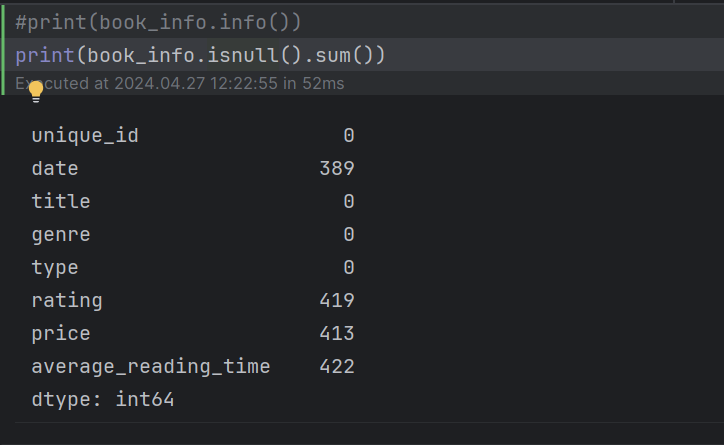 #print(book_info.info())
print(book_info.isnull().sum())
Executed at 2024.04.27 12:22:55 in 52ms
unique_id 0
date 389
title 0
genre 0
type 0
rating 419
price 413
average_reading_time 422
dtype: int64